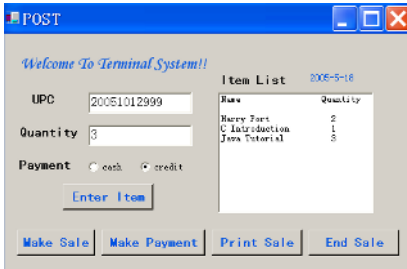 POST
Welcome To Terminal System!!
Item List 2005-5-18
UPC 20051012999
Quantity 3
Payment cash credit
Enter Item
Name Quantity
Harry Port 2
C Introduction 1
Java Tutorial 3
Make Sale Make Payment Print Sale End Sale